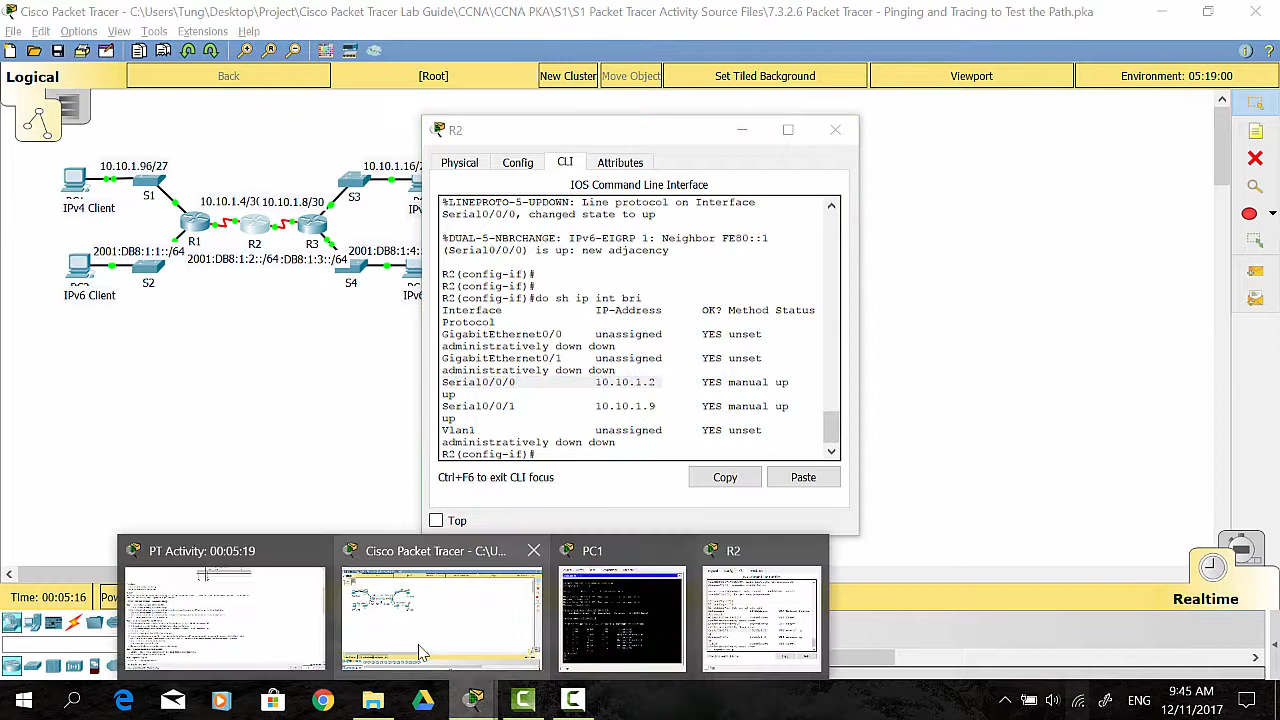 Cisco Packet Tracer - C:\Users\Tung\Desktop\Project\Cisco Packet Tracer Lab Guide\CCNA\CCNA PKA\S1\S1 Packet Tracer Activity Source Files\7.3.2.6 Packet Tracer - Pinging and Tracing to Test the Path.pka
File Edit Options View Tools Extensions Help
Logical Back [Root] New Cluster Move Object Set Tiled Background Viewport Environment: 05:19:00
R2
Physical Config CLI Attributes
IOS Command Line Interface
%LINEPROTO-5-UPDOWN: Line protocol on Interface
Serial0/0/0, changed state to up
%DUAL-5-NBRCHANGE: IPv6-EIGRP 1: Neighbor FE80::1
(Serial0/0/0) is up: new adjacency
R2(config-if)#
R2(config-if)#
R2(config-if)#do sh ip int bri
Interface IP-Address OK? Method Status
Protocol
GigabitEthernet0/0 unassigned YES unset
administratively down down
GigabitEthernet0/1 unassigned YES unset
administratively down down
Serial0/0/0 10.10.1.2 YES manual up
up
Serial0/0/1 10.10.1.9 YES manual up
up
Vlan1 unassigned YES unset
administratively down down
R2(config-if)#
Ctrl+F6 to exit CLI focus
Copy Paste
Top
10.10.1.96/27
10.10.1.16/
IPv4 Client
S1
S3
10.10.1.4/30
10.10.1.8/30
R1
R2
R3
2001:DB8:1:1::/64
2001:DB8:1:2::/64
:DB8:1:3::/64
2001:DB8:1:4:
IPv6 Client
S2
S4
IPv6
PT Activity: 00:05:19
Cisco Packet Tracer - C:\U...
PC1
R2
Time: 00:05:16
Realtime
ENG
9:45 AM
12/11/2017